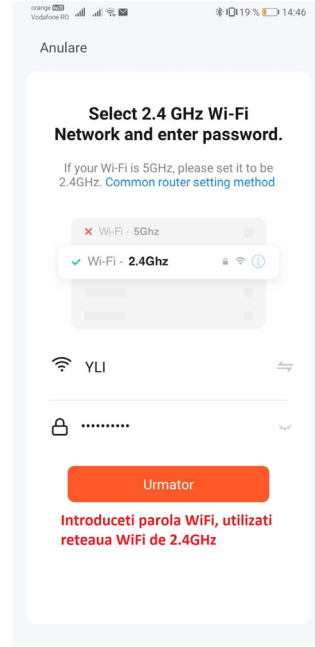 orange VoLTE
Vodafone RO
19 % 14:46
Anulare
Select 2.4 GHz Wi-Fi
Network and enter password.
If your Wi-Fi is 5GHz, please set it to be
2.4GHz. Common router setting method
Wi-Fi - 5Ghz
Wi-Fi - 2.4Ghz
YLI
••••••••••
Urmator
Introduceti parola WiFi, utilizati
reteaua WiFi de 2.4GHz